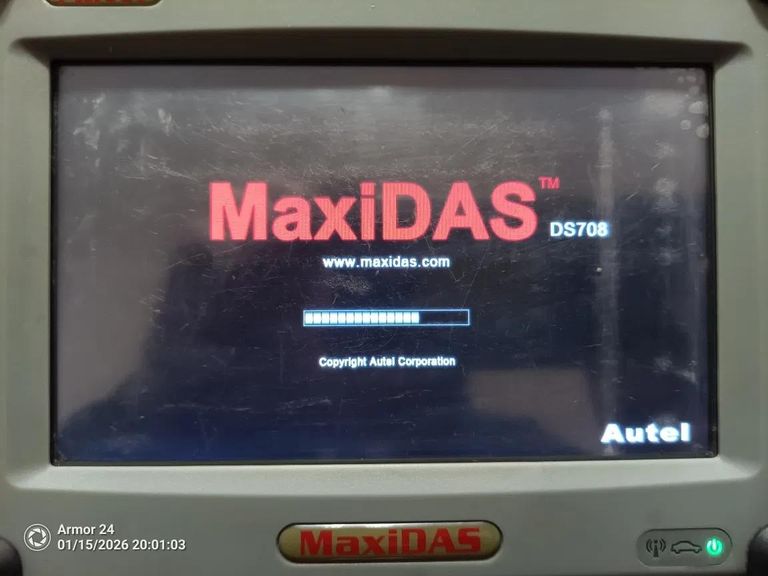 MaxiDAS™
DS708
www.maxidas.com
Copyright Autel Corporation
Autel
MaxiDAS
Armor 24
01/15/2026 20:01:03